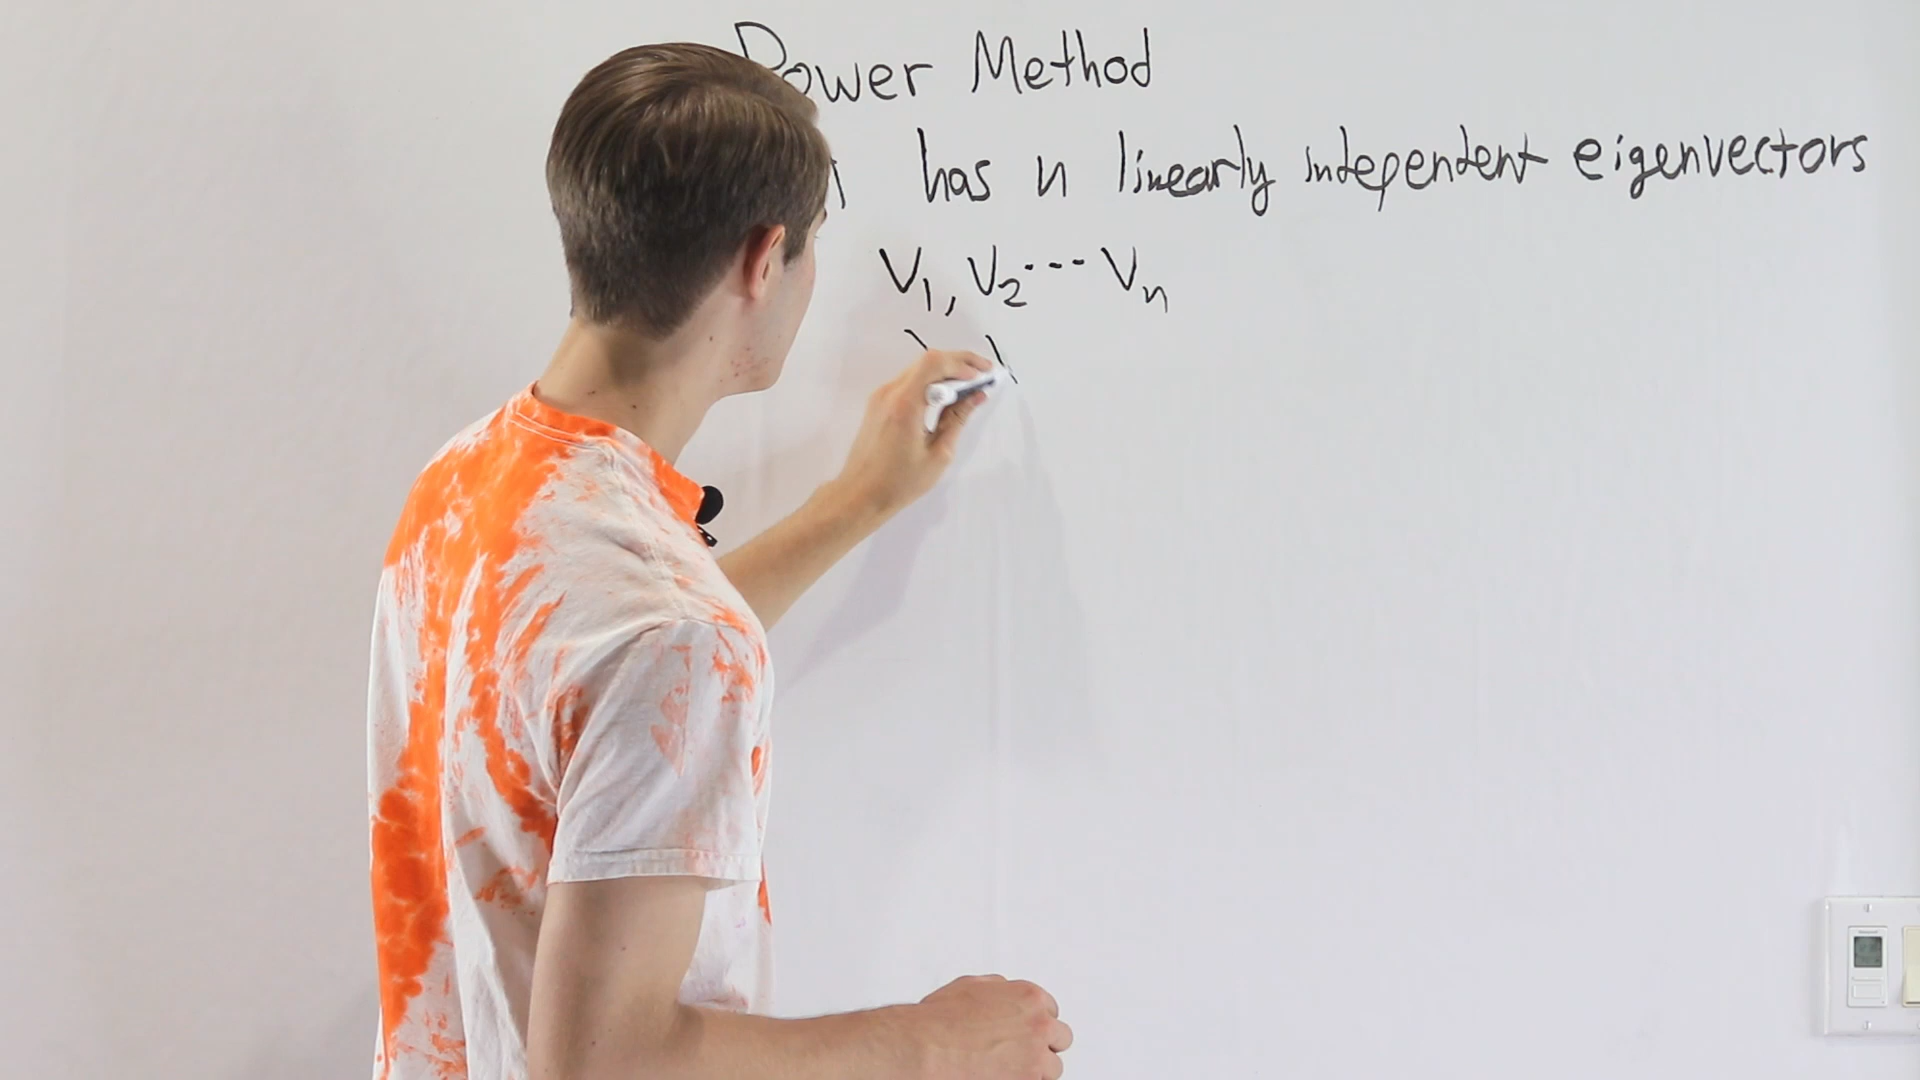 Power Method
has n linearly independent eigenvectors
V₁, V₂ ... Vₙ